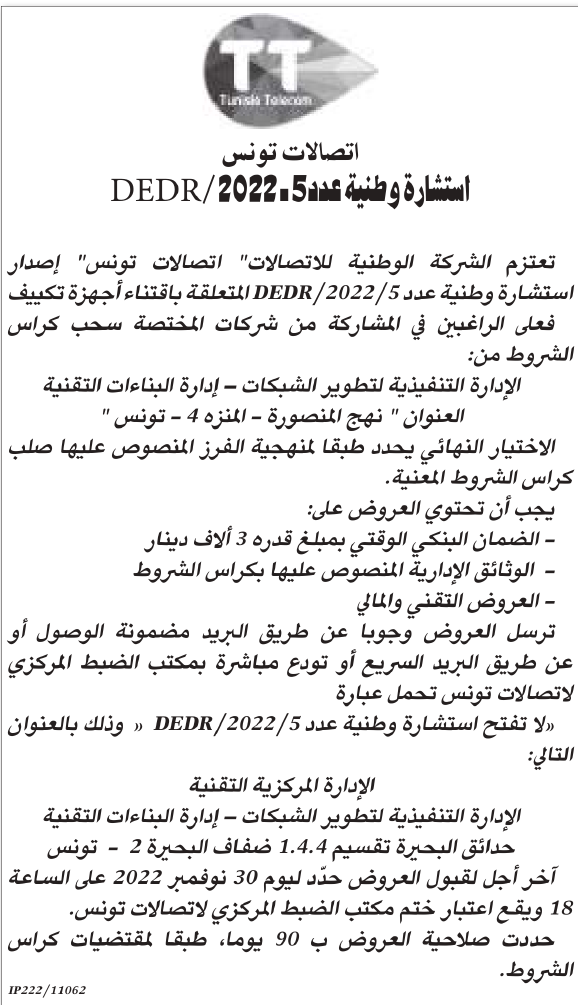 TT
Tunisie Telecom
اتصالات تونس
استشارة وطنية عدد5 . 2022/DEDR
تعتزم الشركة الوطنية للاتصالات" اتصالات تونس" إصدار
استشارة وطنية عدد 5/DEDR/2022 المتعلقة باقتناء أجهزة تكييف
فعلى الراغبين في المشاركة من شركات المختصة سحب كراس
الشروط من:
الإدارة التنفيذية لتطوير الشبكات – إدارة البناءات التقنية
العنوان " نهج المنصورة – المنزه 4 – تونس "
الاختيار النهائي يحدد طبقا لمنهجية الفرز المنصوص عليها صلب
كراس الشروط المعنية.
يجب أن تحتوي العروض على:
– الضمان البنكي الوقتي بمبلغ قدره 3 ألاف دينار
– الوثائق الإدارية المنصوص عليها بكراس الشروط
– العروض التقني والمالي
ترسل العروض وجوبا عن طريق البريد مضمونة الوصول أو
عن طريق البريد السريع أو تودع مباشرة بمكتب الضبط المركزي
لاتصالات تونس تحمل عبارة
«لا تفتح استشارة وطنية عدد 5/DEDR/2022 « وذلك بالعنوان
التالي:
الإدارة المركزية التقنية
الإدارة التنفيذية لتطوير الشبكات – إدارة البناءات التقنية
حدائق البحيرة تقسيم 1.4.4 ضفاف البحيرة 2 – تونس
آخر أجل لقبول العروض حدّد ليوم 30 نوفمبر 2022 على الساعة
18 ويقع اعتبار ختم مكتب الضبط المركزي لاتصالات تونس.
حددت صلاحية العروض ب 90 يوما، طبقا لمقتضيات كراس
الشروط.
IP222/11062